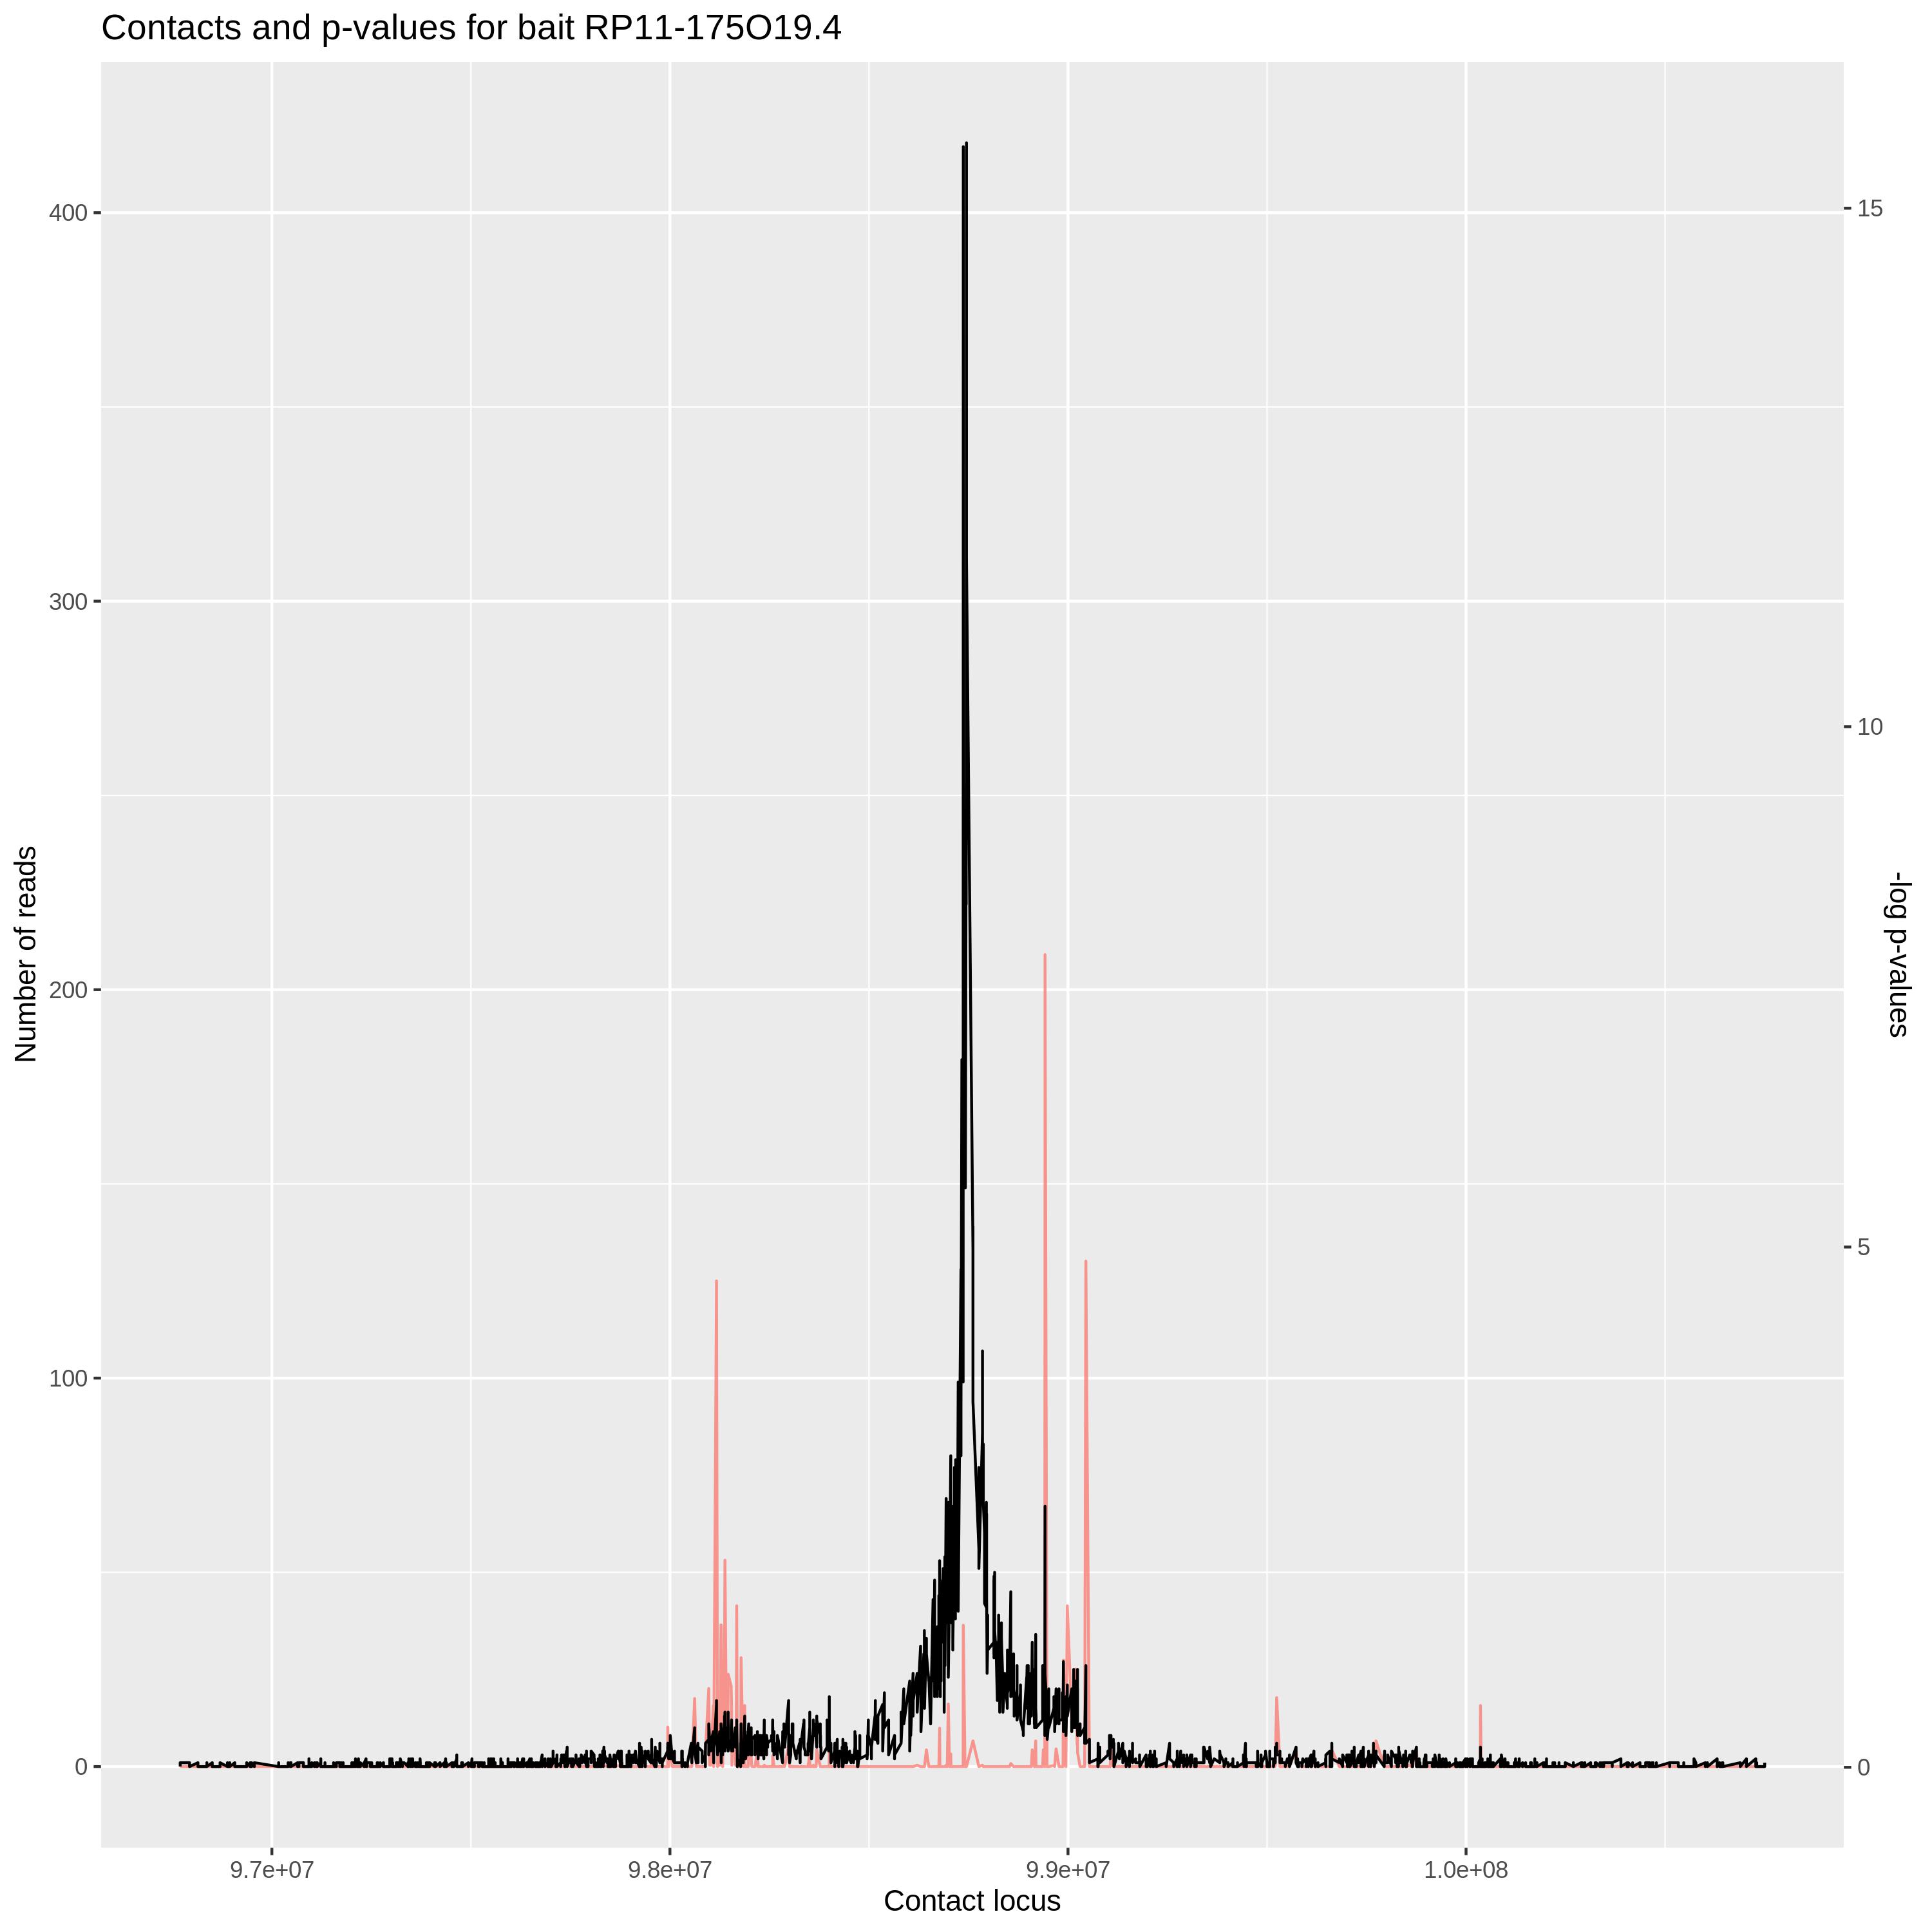 Contacts and p-values for bait RP11-175O19.4
400
300
200
100
0
15
10
5
0
Number of reads
-log p-values
9.7e+07
9.8e+07
9.9e+07
1.0e+08
Contact locus